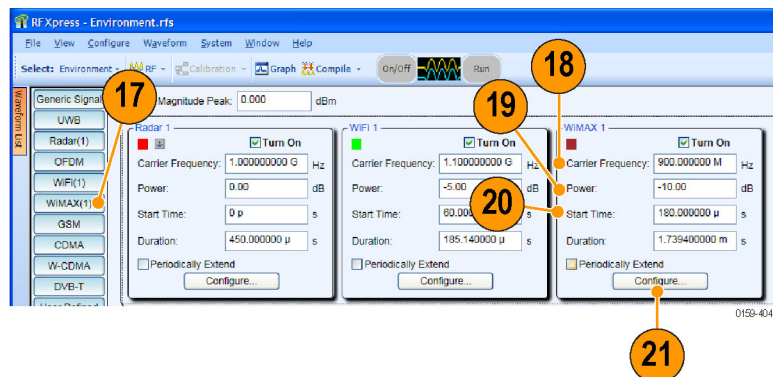 RFXpress - Environment.rfs
File View Configure Waveform System Window Help
Select: Environment RF Calibration Graph Compile On/Off Run
18
17
19
20
21
Waveform List
Generic Signal
UWB
Radar(1)
OFDM
WiFi(1)
WiMAX(1)
GSM
CDMA
W-CDMA
DVB-T
Magnitude Peak: 0.000 dBm
Radar 1
Turn On
Carrier Frequency: 1.000000000 G Hz
Power: 0.00 dB
Start Time: 0 p s
Duration: 450.000000 µ s
Periodically Extend
Configure...
WiFi 1
Turn On
Carrier Frequency: 1.100000000 G Hz
Power: -5.00 dB
Start Time: s
Duration: 185.140000 µ s
Periodically Extend
Configure...
WiMAX 1
Turn On
Carrier Frequency: 900.000000 M Hz
Power: -10.00 dB
Start Time: 180.000000 µ s
Duration: 1.739400000 m s
Periodically Extend
Configure...
0159-404